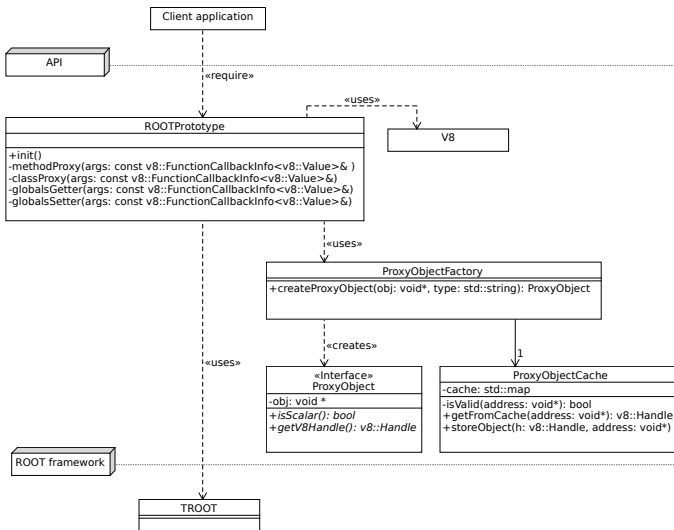 Client application
API
«require»
«uses»
ROOTPrototype
V8
+init()
-methodProxy(args: const v8::FunctionCallbackInfo<v8::Value>& )
-classProxy(args: const v8::FunctionCallbackInfo<v8::Value>&)
-globalsGetter(args: const v8::FunctionCallbackInfo<v8::Value>&)
-globalsSetter(args: const v8::FunctionCallbackInfo<v8::Value>&)
«uses»
ProxyObjectFactory
+createProxyObject(obj: void*, type: std::string): ProxyObject
«creates»
1
«uses»
«Interface»
ProxyObject
-obj: void *
+isScalar(): bool
+getV8Handle(): v8::Handle
ProxyObjectCache
-cache: std::map
-isValid(address: void*): bool
+getFromCache(address: void*): v8::Handle
+storeObject(h: v8::Handle, address: void*)
ROOT framework
TROOT